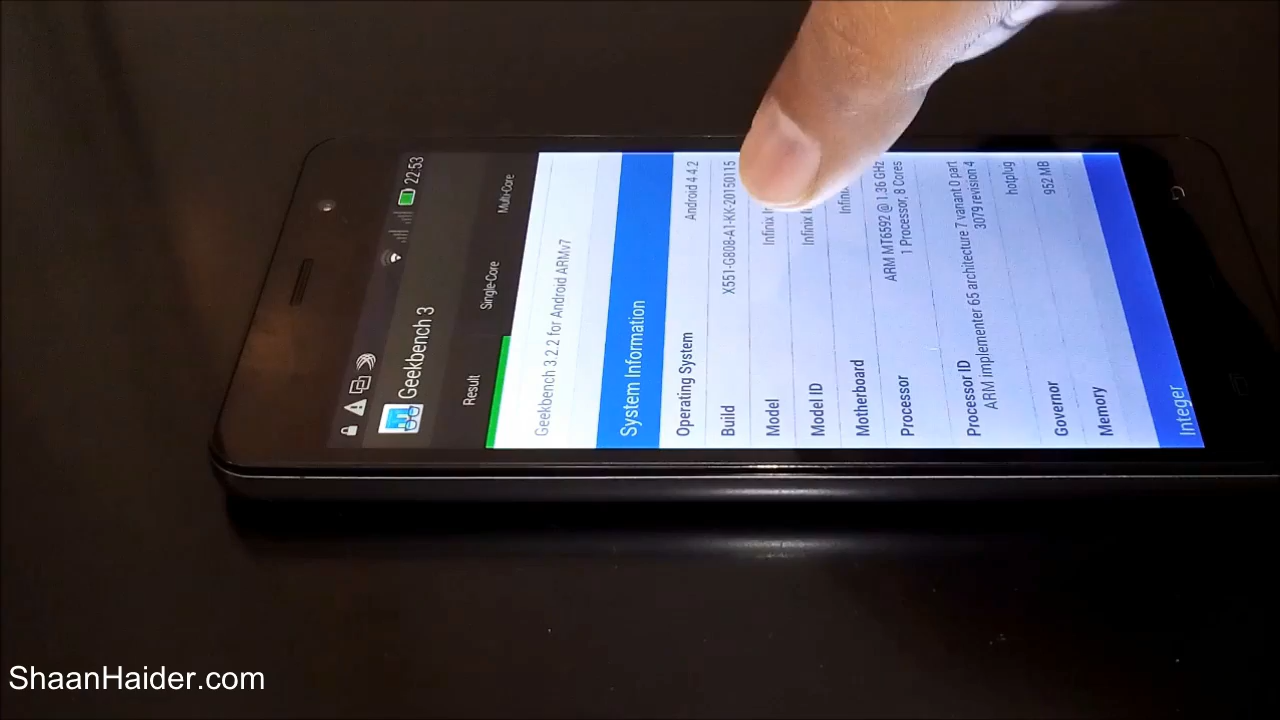 22:53
Geekbench 3
Result Single-Core Multi-Core
Geekbench 3.2.2 for Android ARMv7
System Information
Operating System Android 4.4.2
Build X551-G808-A1-KK-20150115
Model Infinix
Model ID Infinix
Motherboard
Processor ARM MT6592 @ 1.36 GHz
1 Processor, 8 Cores
Processor ID
ARM implementer 65 architecture 7 variant 0 part
3079 revision 4
Governor hotplug
Memory 952 MB
Integer
ShaanHaider.com